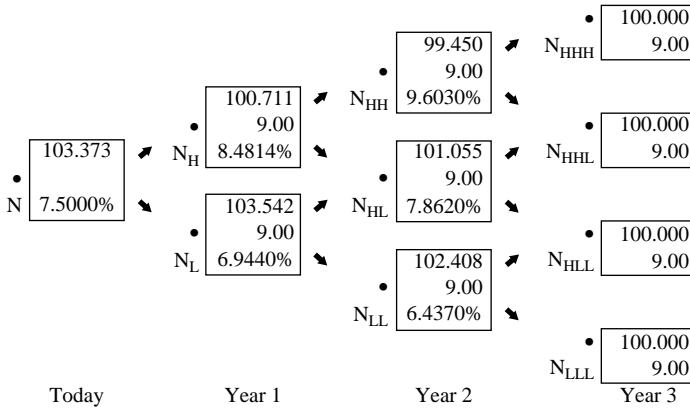 Today
N
103.373
7.5000%
Year 1
N_H
100.711
9.00
8.4814%
N_L
103.542
9.00
6.9440%
Year 2
N_HH
99.450
9.00
9.6030%
N_HL
101.055
9.00
7.8620%
N_LL
102.408
9.00
6.4370%
Year 3
N_HHH
100.000
9.00
N_HHL
100.000
9.00
N_HLL
100.000
9.00
N_LLL
100.000
9.00